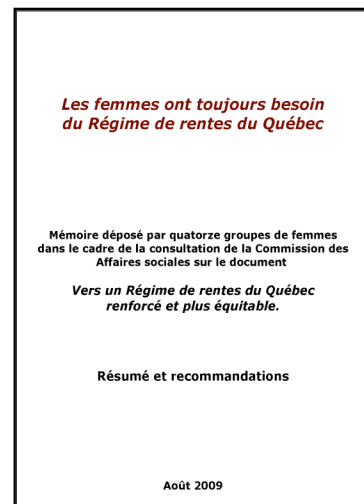 Les femmes ont toujours besoin
du Régime de rentes du Québec
Mémoire déposé par quatorze groupes de femmes
dans le cadre de la consultation de la Commission des
Affaires sociales sur le document
Vers un Régime de rentes du Québec
renforcé et plus équitable.
Résumé et recommandations
Août 2009